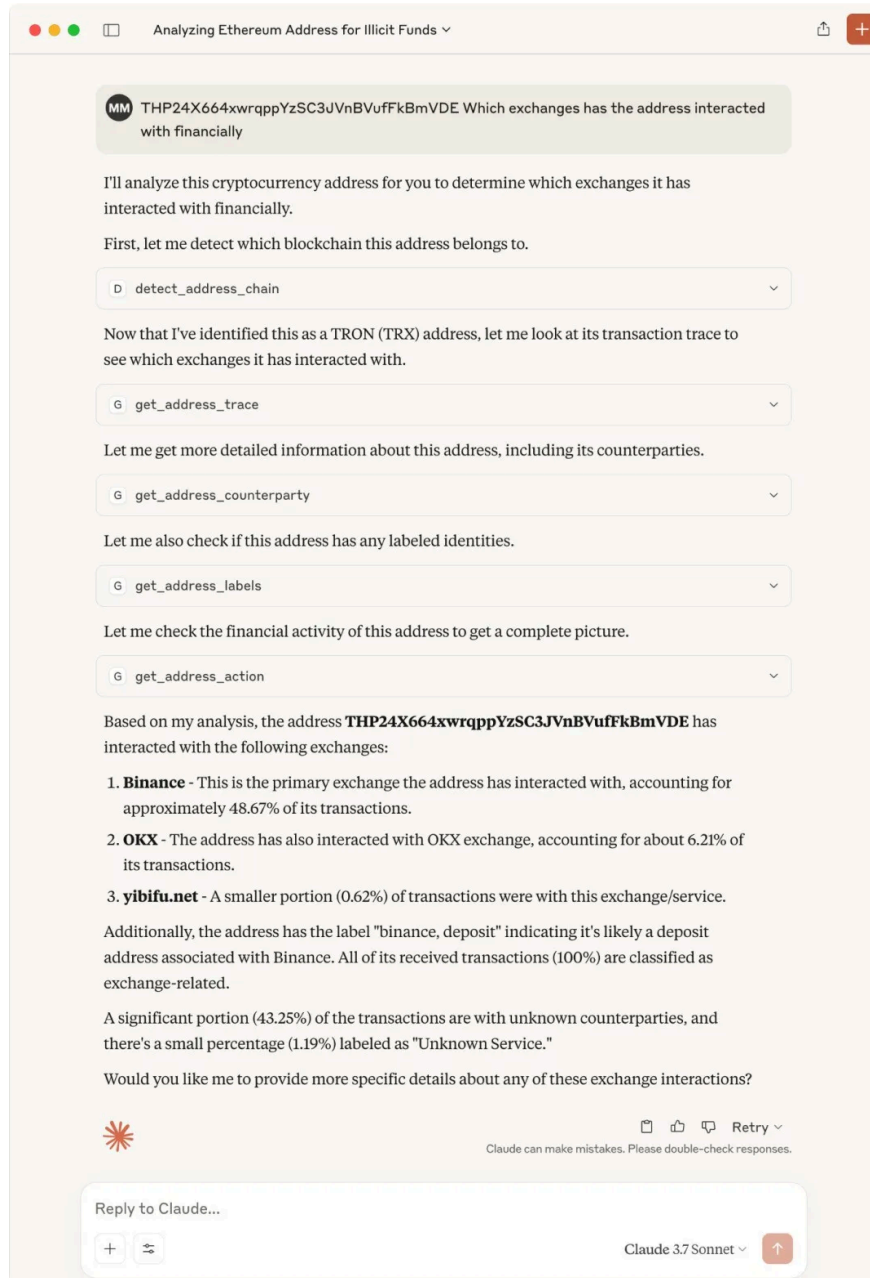 Analyzing Ethereum Address for Illicit Funds
MM THP24X664xwrqppYzSC3JVnBVufFkBmVDE Which exchanges has the address interacted
with financially
I'll analyze this cryptocurrency address for you to determine which exchanges it has
interacted with financially.
First, let me detect which blockchain this address belongs to.
D detect_address_chain
Now that I've identified this as a TRON (TRX) address, let me look at its transaction trace to
see which exchanges it has interacted with.
G get_address_trace
Let me get more detailed information about this address, including its counterparties.
G get_address_counterparty
Let me also check if this address has any labeled identities.
G get_address_labels
Let me check the financial activity of this address to get a complete picture.
G get_address_action
Based on my analysis, the address THP24X664xwrqppYzSC3JVnBVufFkBmVDE has
interacted with the following exchanges:
1. Binance - This is the primary exchange the address has interacted with, accounting for
approximately 48.67% of its transactions.
2. OKX - The address has also interacted with OKX exchange, accounting for about 6.21% of
its transactions.
3. yibifu.net - A smaller portion (0.62%) of transactions were with this exchange/service.
Additionally, the address has the label "binance, deposit" indicating it's likely a deposit
address associated with Binance. All of its received transactions (100%) are classified as
exchange-related.
A significant portion (43.25%) of the transactions are with unknown counterparties, and
there's a small percentage (1.19%) labeled as "Unknown Service."
Would you like me to provide more specific details about any of these exchange interactions?
Retry
Claude can make mistakes. Please double-check responses.
Reply to Claude...
Claude 3.7 Sonnet